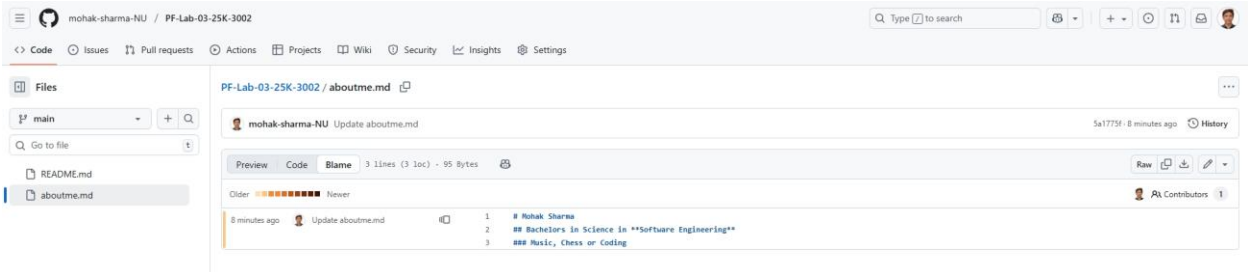 mohak-sharma-NU / PF-Lab-03-25K-3002
Type / to search
<> Code Issues Pull requests Actions Projects Wiki Security Insights Settings
Files
main
Go to file t
README.md
aboutme.md
PF-Lab-03-25K-3002 / aboutme.md
mohak-sharma-NU Update aboutme.md
5a1775f · 8 minutes ago History
Preview Code Blame 3 lines (3 loc) · 95 Bytes
Raw
Older Newer
Contributors 1
8 minutes ago Update aboutme.md
1 # Mohak Sharma
2 ## Bachelors in Science in **Software Engineering**
3 ### Music, Chess or Coding